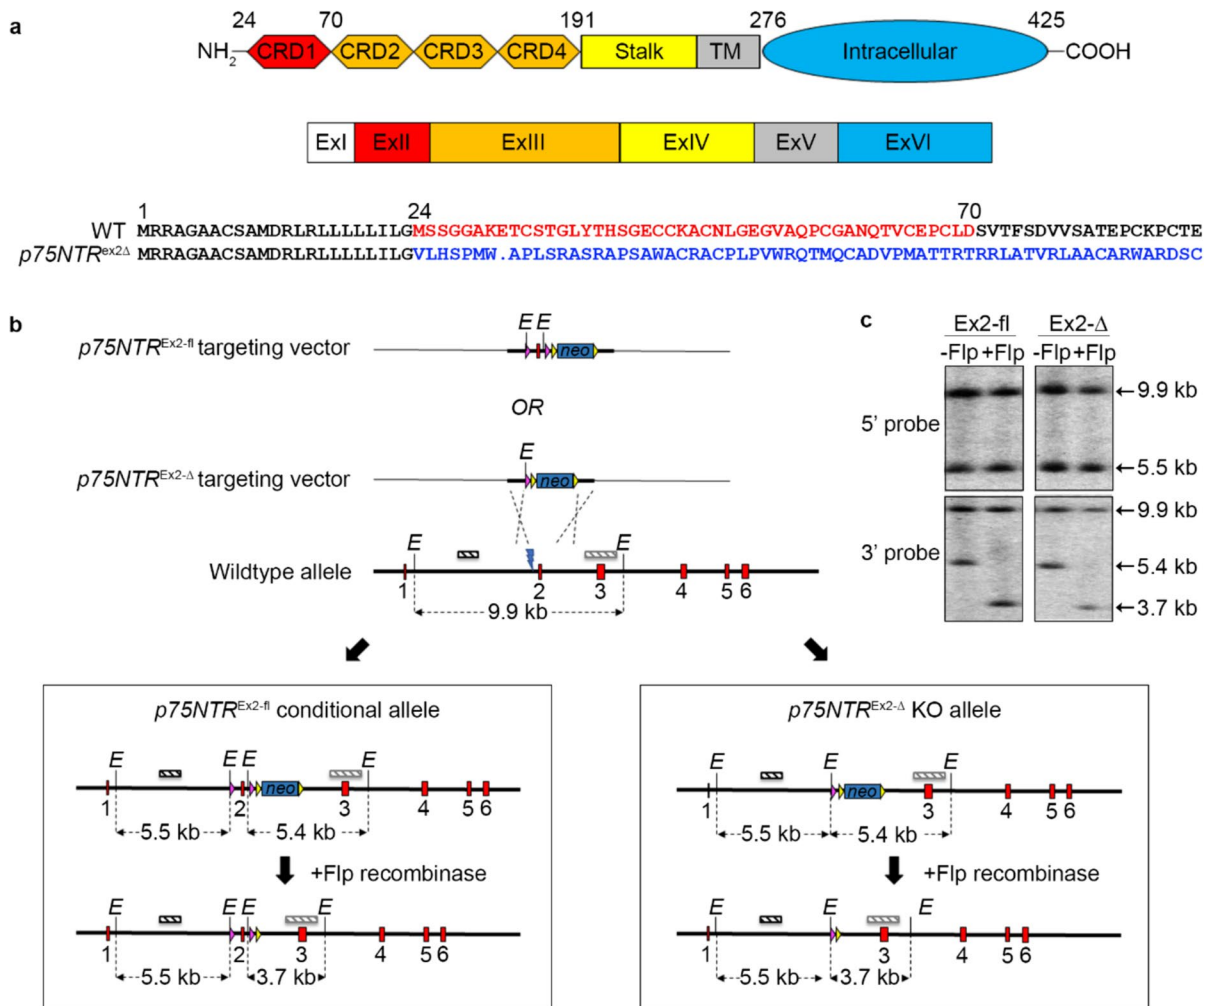 a
24 70 191 276 425
NH2 CRD1 CRD2 CRD3 CRD4 Stalk TM Intracellular COOH
ExI ExII ExIII ExIV ExV ExVI
1 24 70
WT MRRAGAACSAMDRLRLLLLLILGMSSGGAKETCSTGLYTHSGECCKACNLGEGVAQPCGANQTVCEPCLDSVTFSDVVSATEPCKPCTE
p75NTRex2Δ MRRAGAACSAMDRLRLLLLLILGVLHSPMW.APLSRASRAPSAWACRACPLPVWRQTMQCADVPMATTRTRRLATVRLAACARWARDSC
b
E E
p75NTREx2-fl targeting vector
neo
OR
E
p75NTREx2-Δ targeting vector
neo
E E
Wildtype allele
1 2 3 4 5 6
9.9 kb
c
Ex2-fl Ex2-Δ
-Flp +Flp -Flp +Flp
5' probe
9.9 kb
5.5 kb
3' probe
9.9 kb
5.4 kb
3.7 kb
p75NTREx2-fl conditional allele
E E E E
neo
1 2 3 4 5 6
5.5 kb 5.4 kb
+Flp recombinase
E E E E
1 2 3 4 5 6
5.5 kb 3.7 kb
p75NTREx2-Δ KO allele
E E E
neo
1 3 4 5 6
5.5 kb 5.4 kb
+Flp recombinase
E E E
1 3 4 5 6
5.5 kb 3.7 kb